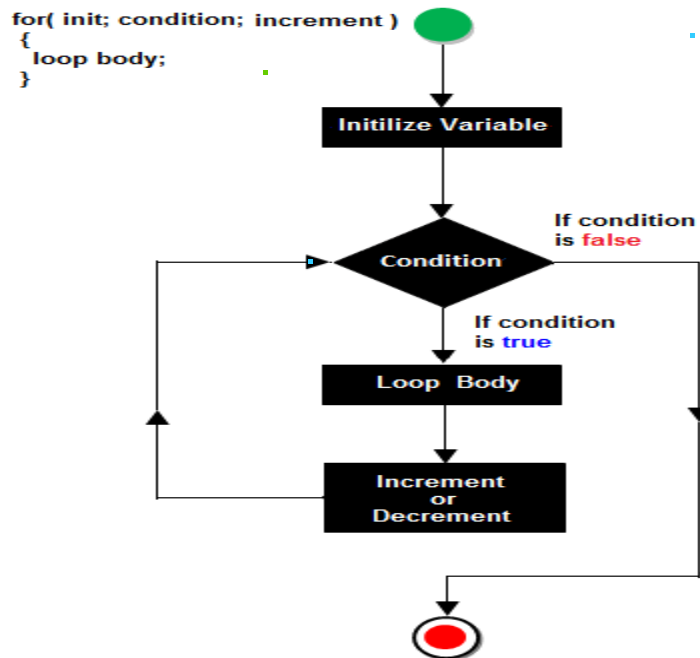 for( init; condition; increment )
{
loop body;
}
Initilize Variable
If condition
is false
Condition
If condition
is true
Loop Body
Increment
or
Decrement